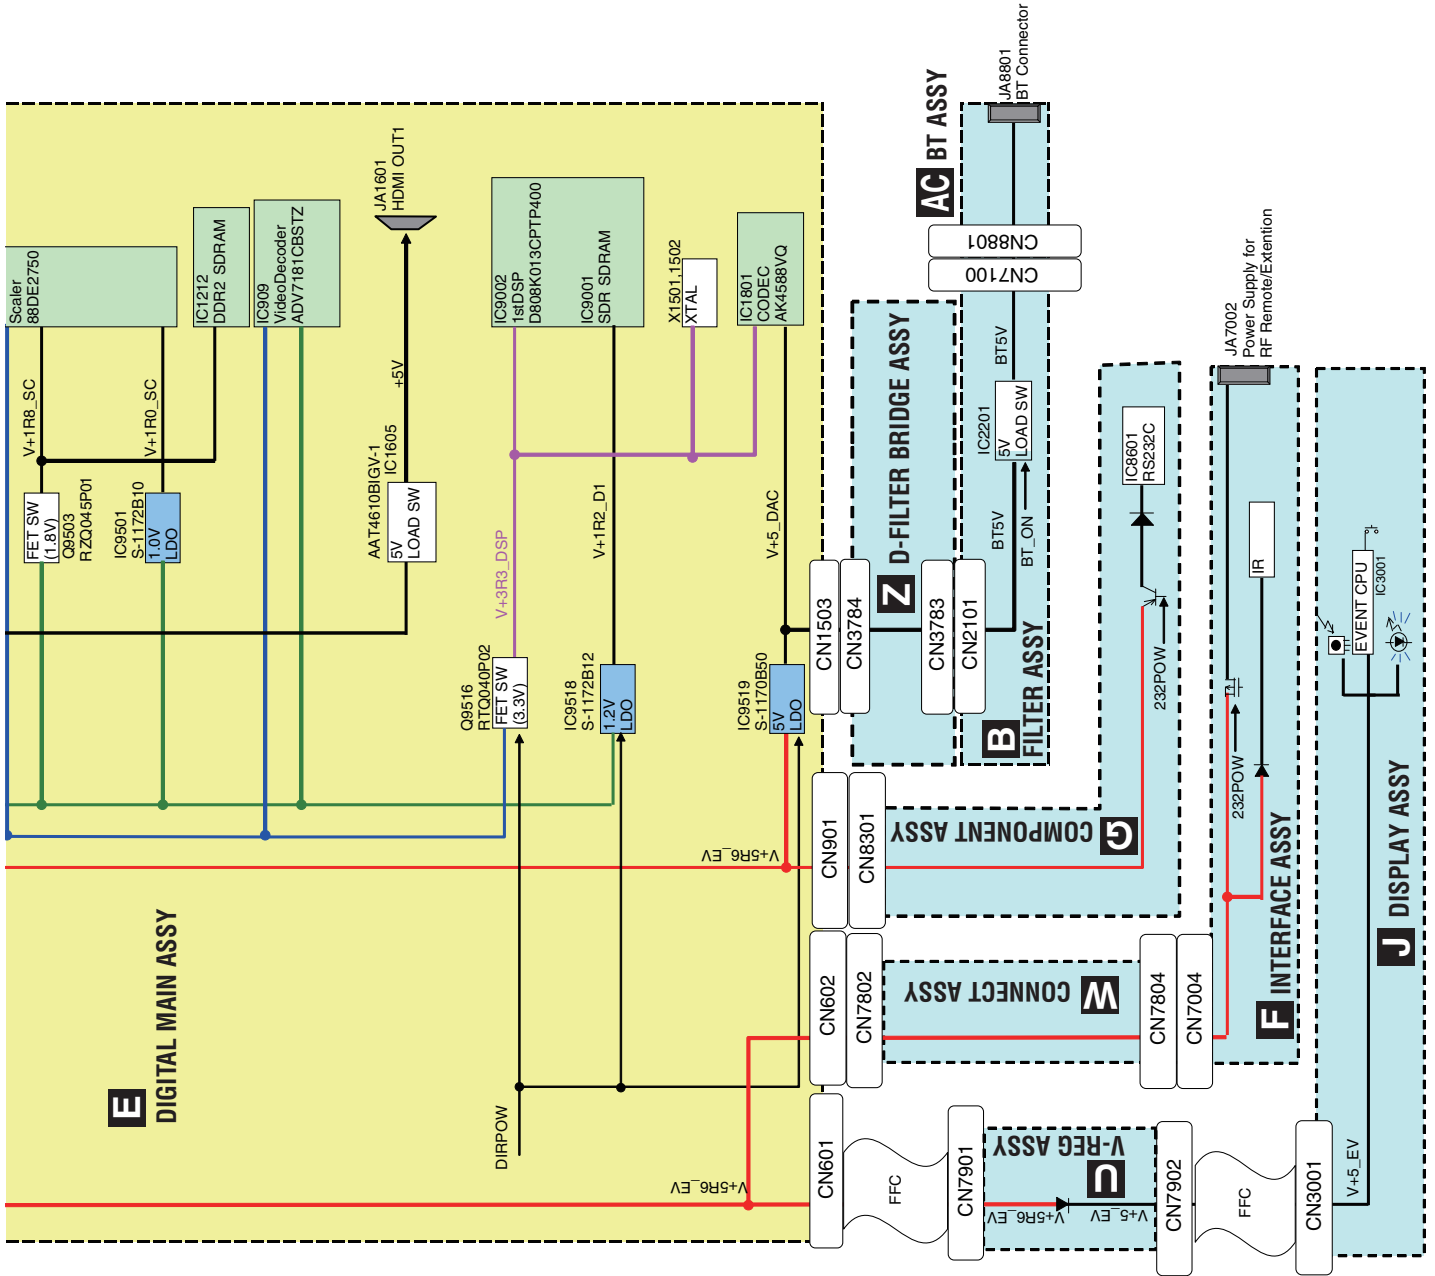 Scaler
88DE2750
V+1R8_SC
V+1R0_SC
FET SW
(1.8V)
Q9503
RZQ045P01
IC9501
S-1172B10
1.0V
LDO
IC1212
DDR2 SDRAM
IC909
VideoDecoder
ADV7181CBSTZ
JA1601
HDMI OUT1
+5V
AAT4610BIGV-1
IC1605
5V
LOAD SW
IC9002
1stDSP
D808K013CPTP400
IC9001
SDR SDRAM
X1501,1502
XTAL
IC1801
CODEC
AK4588VQ
V+3R3_DSP
V+1R2_D1
V+5_DAC
Q9516
RTQ040P02
FET SW
(3.3V)
IC9518
S-1172B12
1.2V
LDO
IC9519
S-1170B50
5V
LDO
V+5R6_EV
E
DIGITAL MAIN ASSY
DIRPOW
V+5R6_EV
CN1503
CN3784
Z D-FILTER BRIDGE ASSY
CN3783
CN2101
B
FILTER ASSY
BT5V
BT_ON
IC2201
5V
LOAD SW
BT5V
CN7100
CN8801
AC BT ASSY
JA8801
BT Connector
CN901
CN8301
COMPONENT ASSY
G
232POW
IC8601
RS232C
CN602
CN7802
CONNECT ASSY
W
CN7804
CN7004
F INTERFACE ASSY
232POW
IR
JA7002
Power Supply for
RF Remote/Extention
CN601
FFC
CN7901
V-REG ASSY
U
V+5R6_EV
V+5_EV
CN7902
FFC
CN3001
V+5_EV
J DISPLAY ASSY
EVENT CPU
IC3001